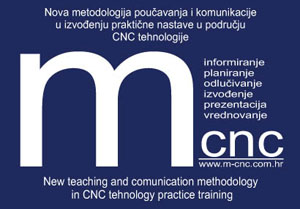 Nova metodologija poučavanja i komunikacije
u izvođenju praktične nastave u području
CNC tehnologije
m
informiranje
planiranje
odlučivanje
izvođenje
prezentacija
vrednovanje
cnc
www.m-cnc.com.hr
New teaching and comunication methodology
in CNC tehnology practice training